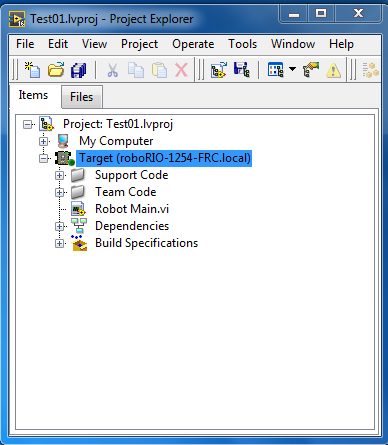 Test01.lvproj - Project Explorer
File Edit View Project Operate Tools Window Help
Items Files
Project: Test01.lvproj
My Computer
Target (roboRIO-1254-FRC.local)
Support Code
Team Code
Robot Main.vi
Dependencies
Build Specifications